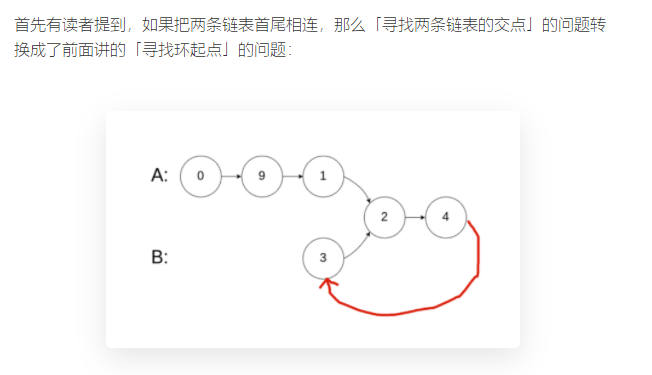 首先有读者提到，如果把两条链表首尾相连，那么「寻找两条链表的交点」的问题转
换成了前面讲的「寻找环起点」的问题：
A: 0 9 1
2 4
B: 3